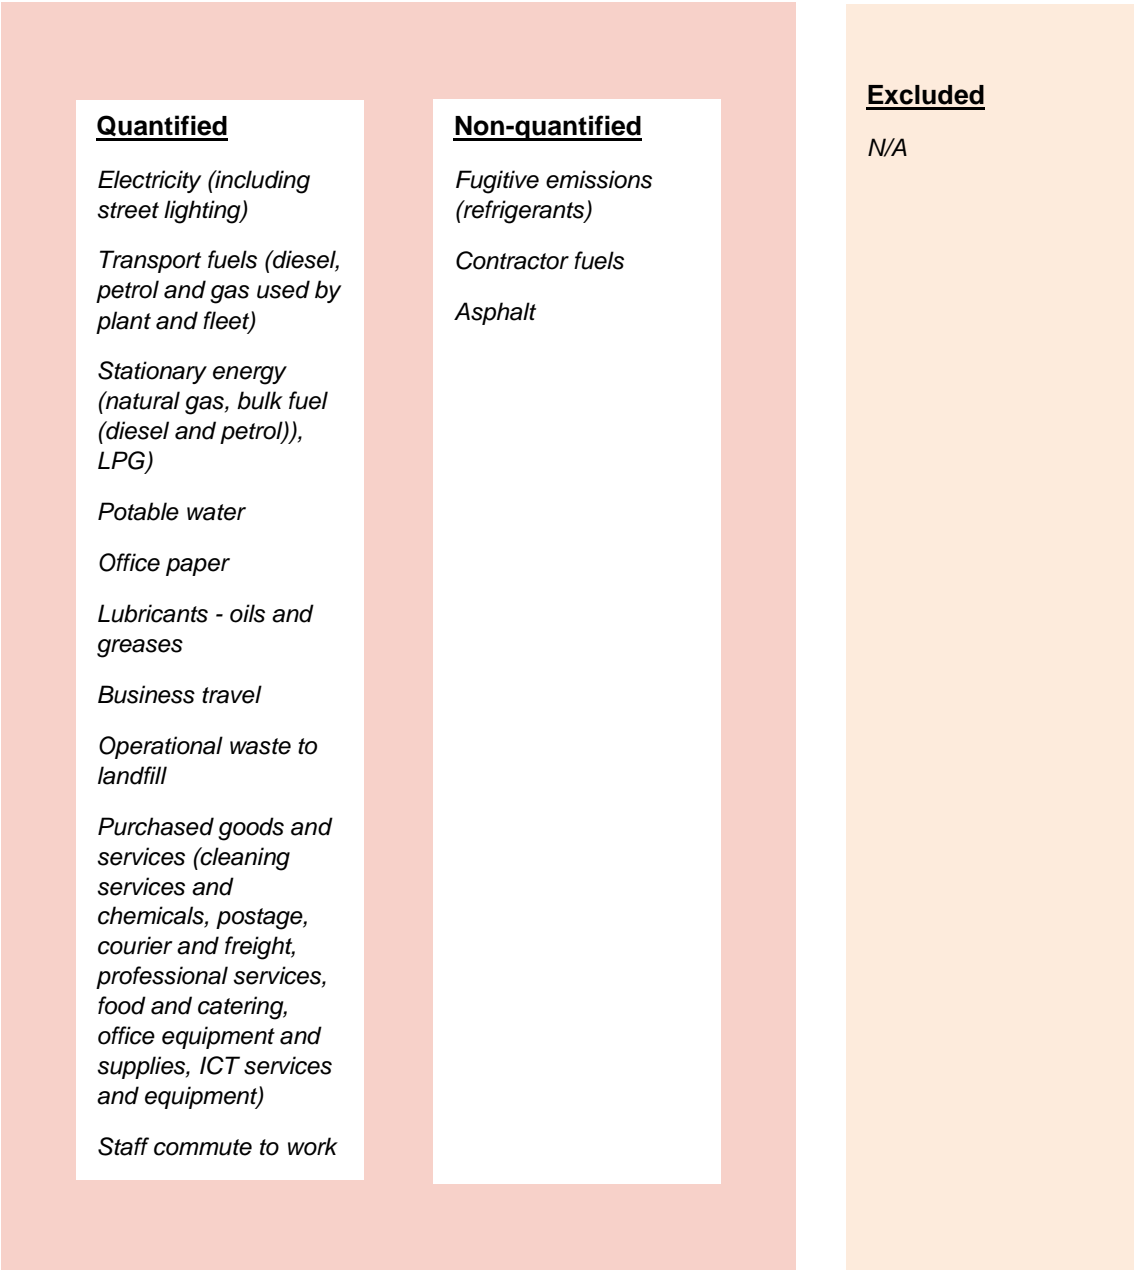 Quantified
Electricity (including
street lighting)
Transport fuels (diesel,
petrol and gas used by
plant and fleet)
Stationary energy
(natural gas, bulk fuel
(diesel and petrol)),
LPG)
Potable water
Office paper
Lubricants - oils and
greases
Business travel
Operational waste to
landfill
Purchased goods and
services (cleaning
services and
chemicals, postage,
courier and freight,
professional services,
food and catering,
office equipment and
supplies, ICT services
and equipment)
Staff commute to work
Non-quantified
Fugitive emissions
(refrigerants)
Contractor fuels
Asphalt
Excluded
N/A